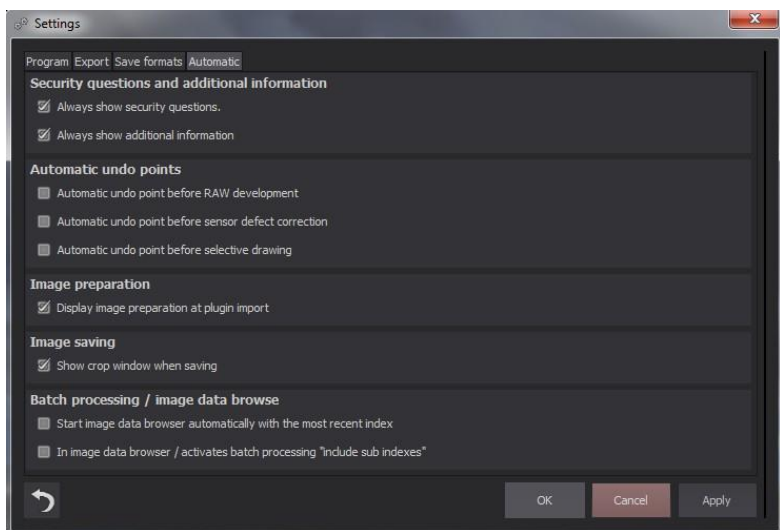 Settings
Program Export Save formats Automatic
Security questions and additional information
Always show security questions.
Always show additional information
Automatic undo points
Automatic undo point before RAW development
Automatic undo point before sensor defect correction
Automatic undo point before selective drawing
Image preparation
Display image preparation at plugin import
Image saving
Show crop window when saving
Batch processing / image data browse
Start image data browser automatically with the most recent index
In image data browser / activates batch processing "include sub indexes"
OK Cancel Apply